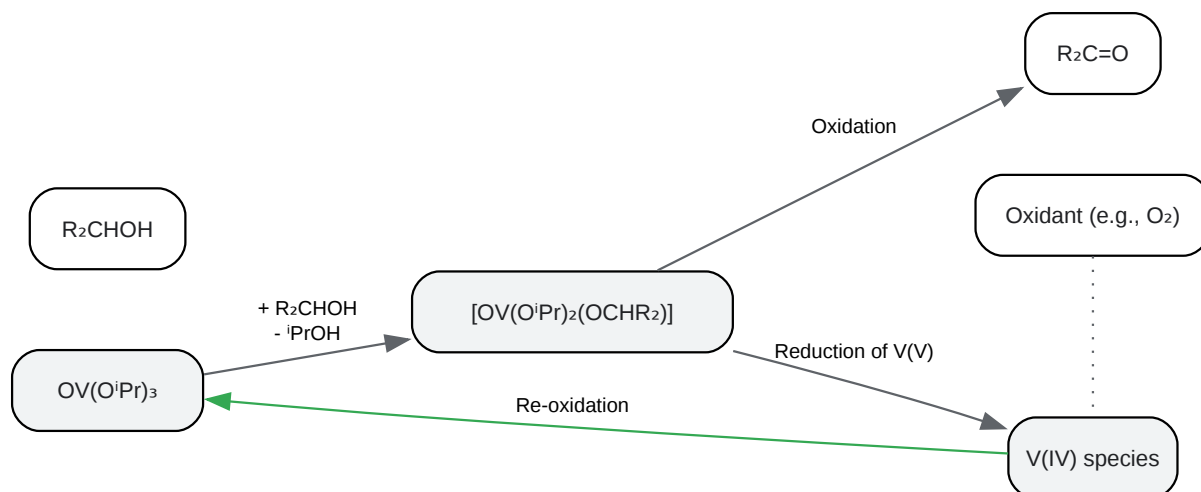 R₂C=O
Oxidation
Oxidant (e.g., O₂)
R₂CHOH
+ R₂CHOH
- ⁱPrOH
[OV(OⁱPr)₂(OCHR₂)]
Reduction of V(V)
OV(OⁱPr)₃
Re-oxidation
V(IV) species